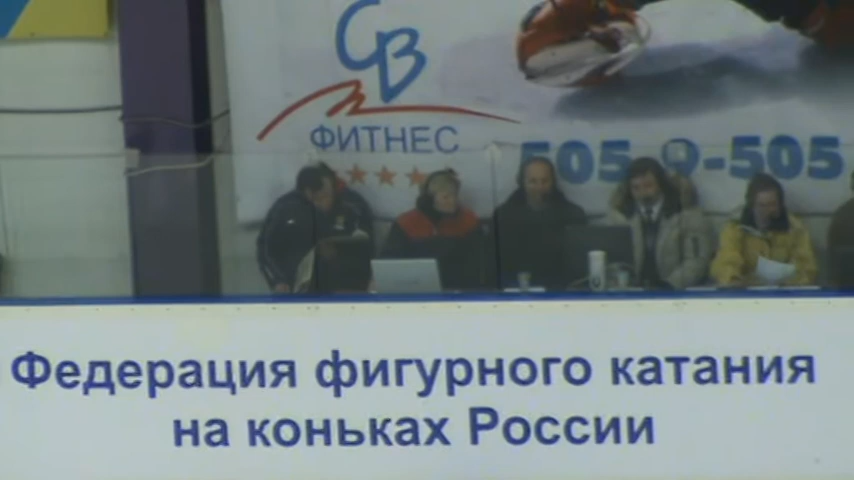 СВ
ФИТНЕС
505-9-505
Федерация фигурного катания
на коньках России